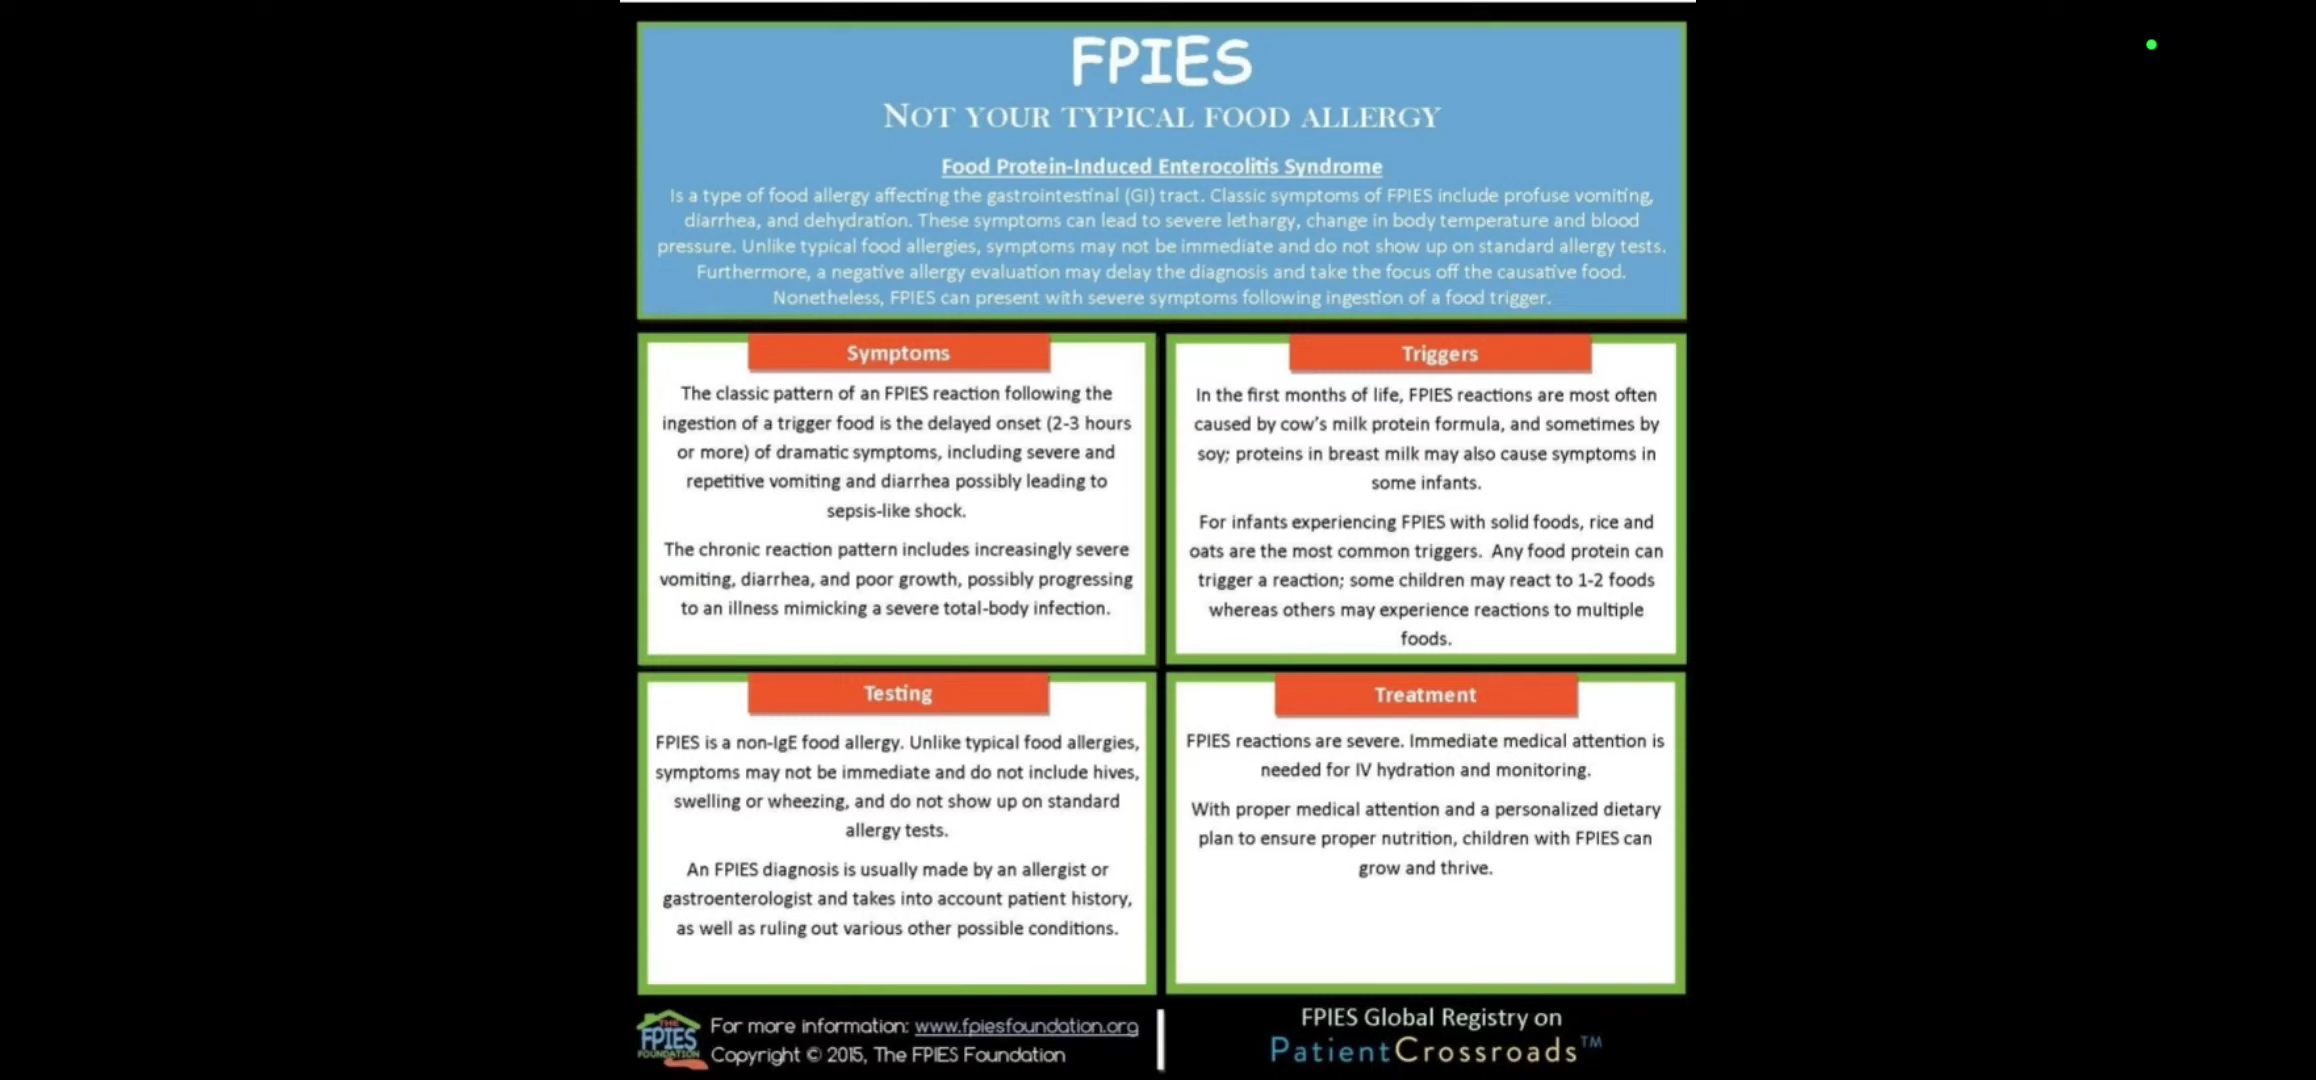 FPIES
NOT YOUR TYPICAL FOOD ALLERGY
Food Protein-Induced Enterocolitis Syndrome
Is a type of food allergy affecting the gastrointestinal (GI) tract. Classic symptoms of FPIES include profuse vomiting,
diarrhea, and dehydration. These symptoms can lead to severe lethargy, change in body temperature and blood
pressure. Unlike typical food allergies, symptoms may not be immediate and do not show up on standard allergy tests.
Furthermore, a negative allergy evaluation may delay the diagnosis and take the focus off the causative food.
Nonetheless, FPIES can present with severe symptoms following ingestion of a food trigger.
Symptoms
The classic pattern of an FPIES reaction following the
ingestion of a trigger food is the delayed onset (2-3 hours
or more) of dramatic symptoms, including severe and
repetitive vomiting and diarrhea possibly leading to
sepsis-like shock.
The chronic reaction pattern includes increasingly severe
vomiting, diarrhea, and poor growth, possibly progressing
to an illness mimicking a severe total-body infection.
Triggers
In the first months of life, FPIES reactions are most often
caused by cow's milk protein formula, and sometimes by
soy; proteins in breast milk may also cause symptoms in
some infants.
For infants experiencing FPIES with solid foods, rice and
oats are the most common triggers. Any food protein can
trigger a reaction; some children may react to 1-2 foods
whereas others may experience reactions to multiple
foods.
Testing
FPIES is a non-IgE food allergy. Unlike typical food allergies,
symptoms may not be immediate and do not include hives,
swelling or wheezing, and do not show up on standard
allergy tests.
An FPIES diagnosis is usually made by an allergist or
gastroenterologist and takes into account patient history,
as well as ruling out various other possible conditions.
Treatment
FPIES reactions are severe. Immediate medical attention is
needed for IV hydration and monitoring.
With proper medical attention and a personalized dietary
plan to ensure proper nutrition, children with FPIES can
grow and thrive.
THE
FPIES
FOUNDATION
For more information: www.fpiesfoundation.org
Copyright © 2015, The FPIES Foundation
FPIES Global Registry on
PatientCrossroads™